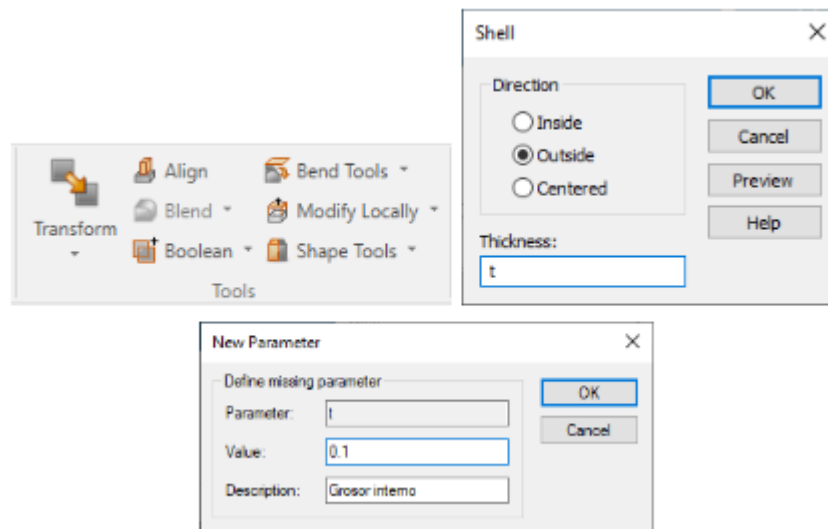 Transform
Align
Blend
Boolean
Bend Tools
Modify Locally
Shape Tools
Tools
Shell
Direction
Inside
Outside
Centered
Thickness:
t
OK
Cancel
Preview
Help
New Parameter
Define missing parameter
Parameter: t
Value: 0.1
Description: Grosor interno
OK
Cancel